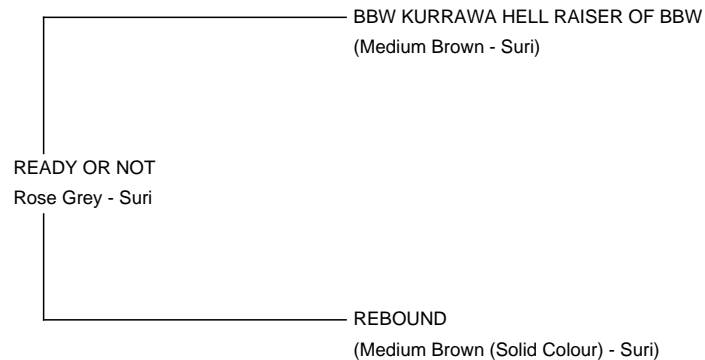 BBW KURRAWA HELL RAISER OF BBW
(Medium Brown - Suri)
READY OR NOT
Rose Grey - Suri
REBOUND
(Medium Brown (Solid Colour) - Suri)